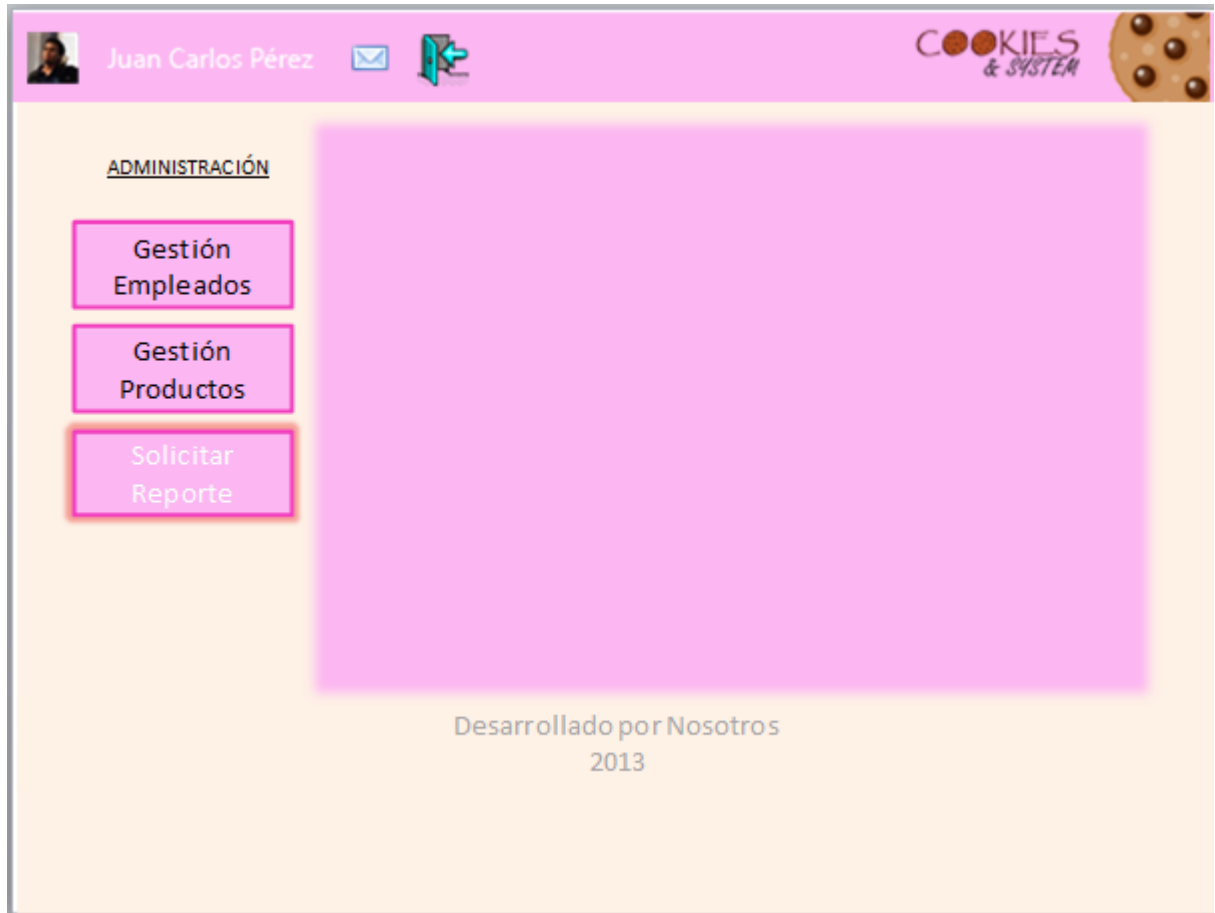 Juan Carlos Pérez
COOKIES
& SYSTEM
ADMINISTRACIÓN
Gestión
Empleados
Gestión
Productos
Solicitar
Reporte
Desarrollado por Nosotros
2013